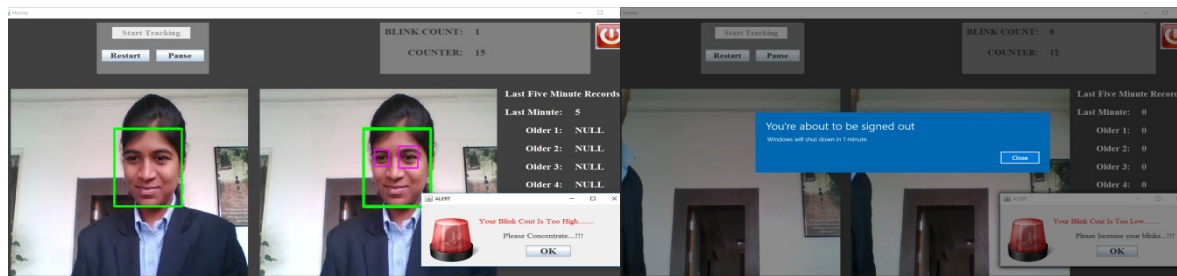 Home
Start Tracking
Restart Pause
BLINK COUNT: 1
COUNTER: 15
Last Five Minute Records
Last Minute: 5
Older 1: NULL
Older 2: NULL
Older 3: NULL
Older 4: NULL
ALERT
Your Blink Cout Is Too High.......
Please Concentrate...!!!
OK
Home
Start Tracking
Restart Pause
BLINK COUNT: 0
COUNTER: 12
Last Five Minute Recor
Last Minute: 0
Older 1: 0
Older 2: 0
Older 3: 0
Older 4: 0
You're about to be signed out
Windows will shut down in 1 minute.
Close
ALERT
Your Blink Cout Is Too Low.......
Please Increase your blinks...!!!
OK